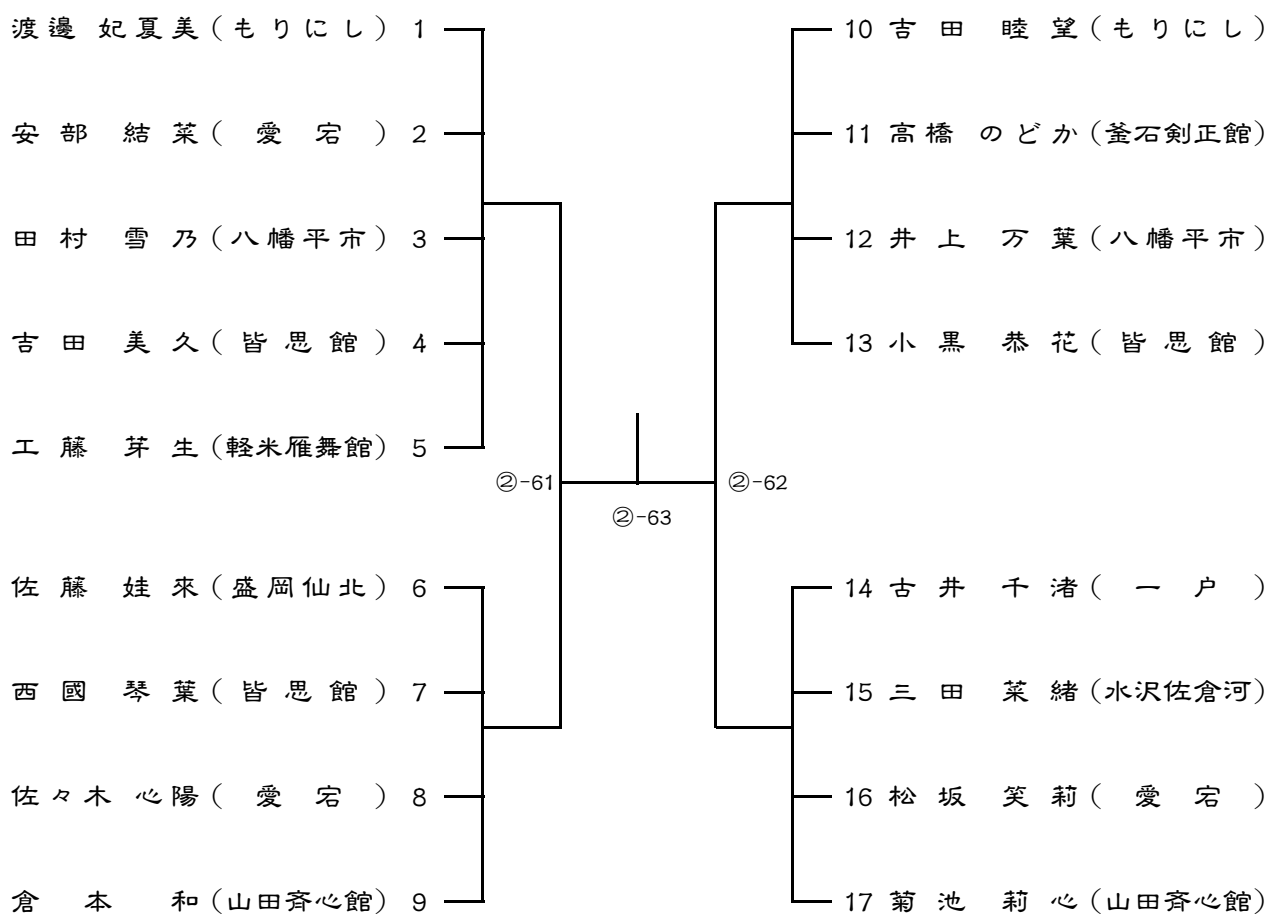 渡邊 妃夏美(もりにし) 1
安部 結菜(愛宕) 2
田村 雪乃(八幡平市) 3
吉田 美久(皆思館) 4
工藤 芽生(軽米雁舞館) 5
②-61
佐藤 娃來(盛岡仙北) 6
西國 琴葉(皆思館) 7
佐々木 心陽(愛宕) 8
倉本 和(山田斉心館) 9
②-63
10 吉田 睦望(もりにし)
11 高橋 のどか(釜石剣正館)
12 井上 万葉(八幡平市)
13 小黒 恭花(皆思館)
②-62
14 古井 千渚(一戸)
15 三田 菜緒(水沢佐倉河)
16 松坂 笑莉(愛宕)
17 菊池 莉心(山田斉心館)